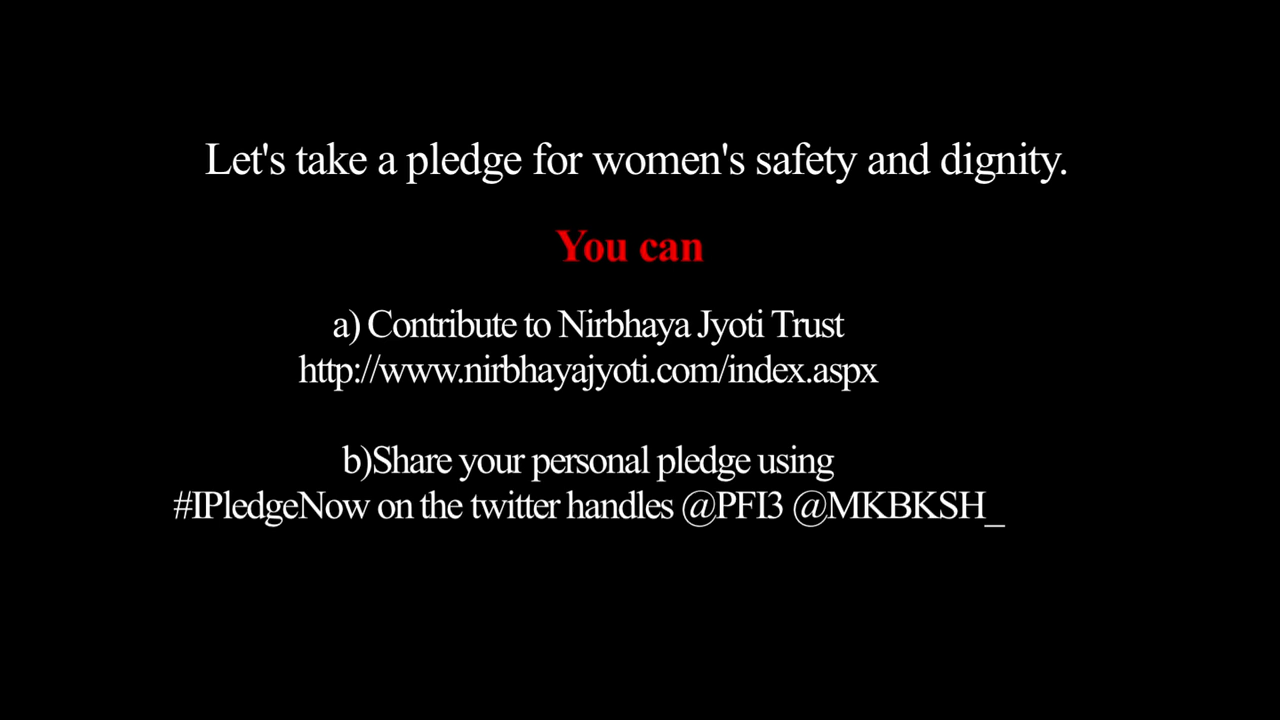 Let's take a pledge for women's safety and dignity.
You can
a) Contribute to Nirbhaya Jyoti Trust
http://www.nirbhayajyoti.com/index.aspx
b)Share your personal pledge using
#IPledgeNow on the twitter handles @PFI3 @MKBKSH_